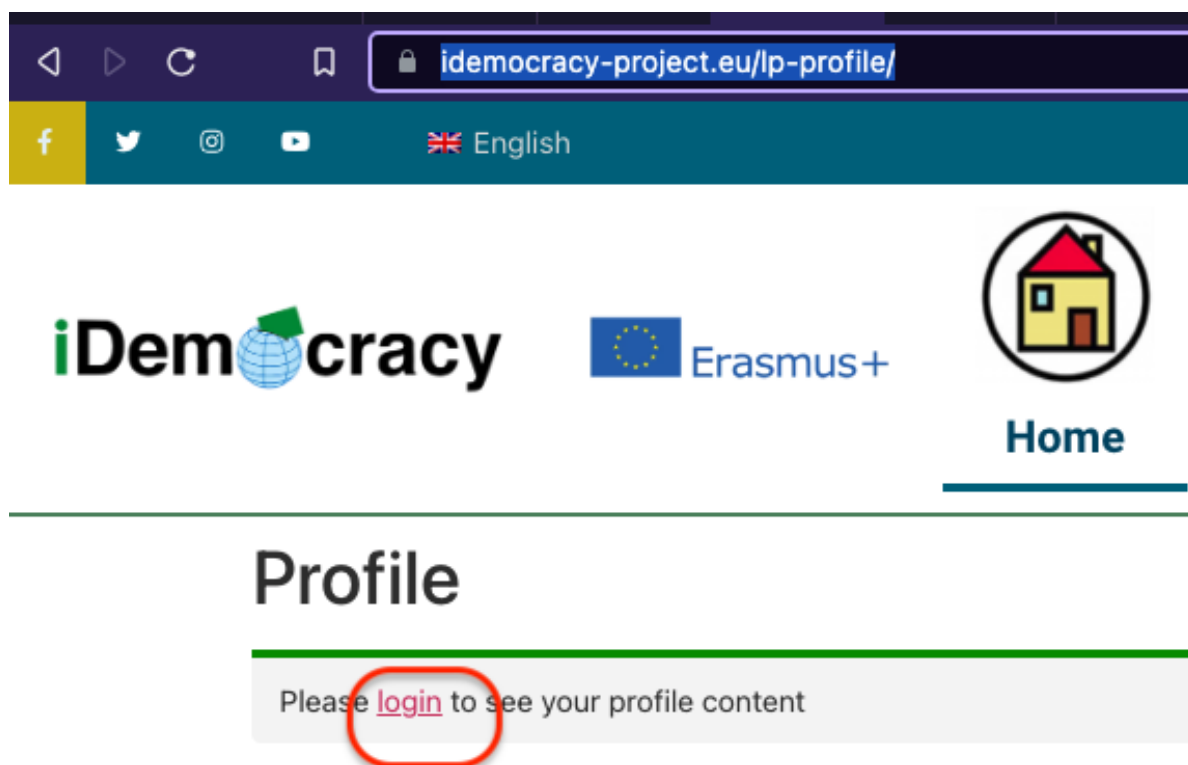 idemocracy-project.eu/lp-profile/
English
iDemocracy
Erasmus+
Home
Profile
Please login to see your profile content